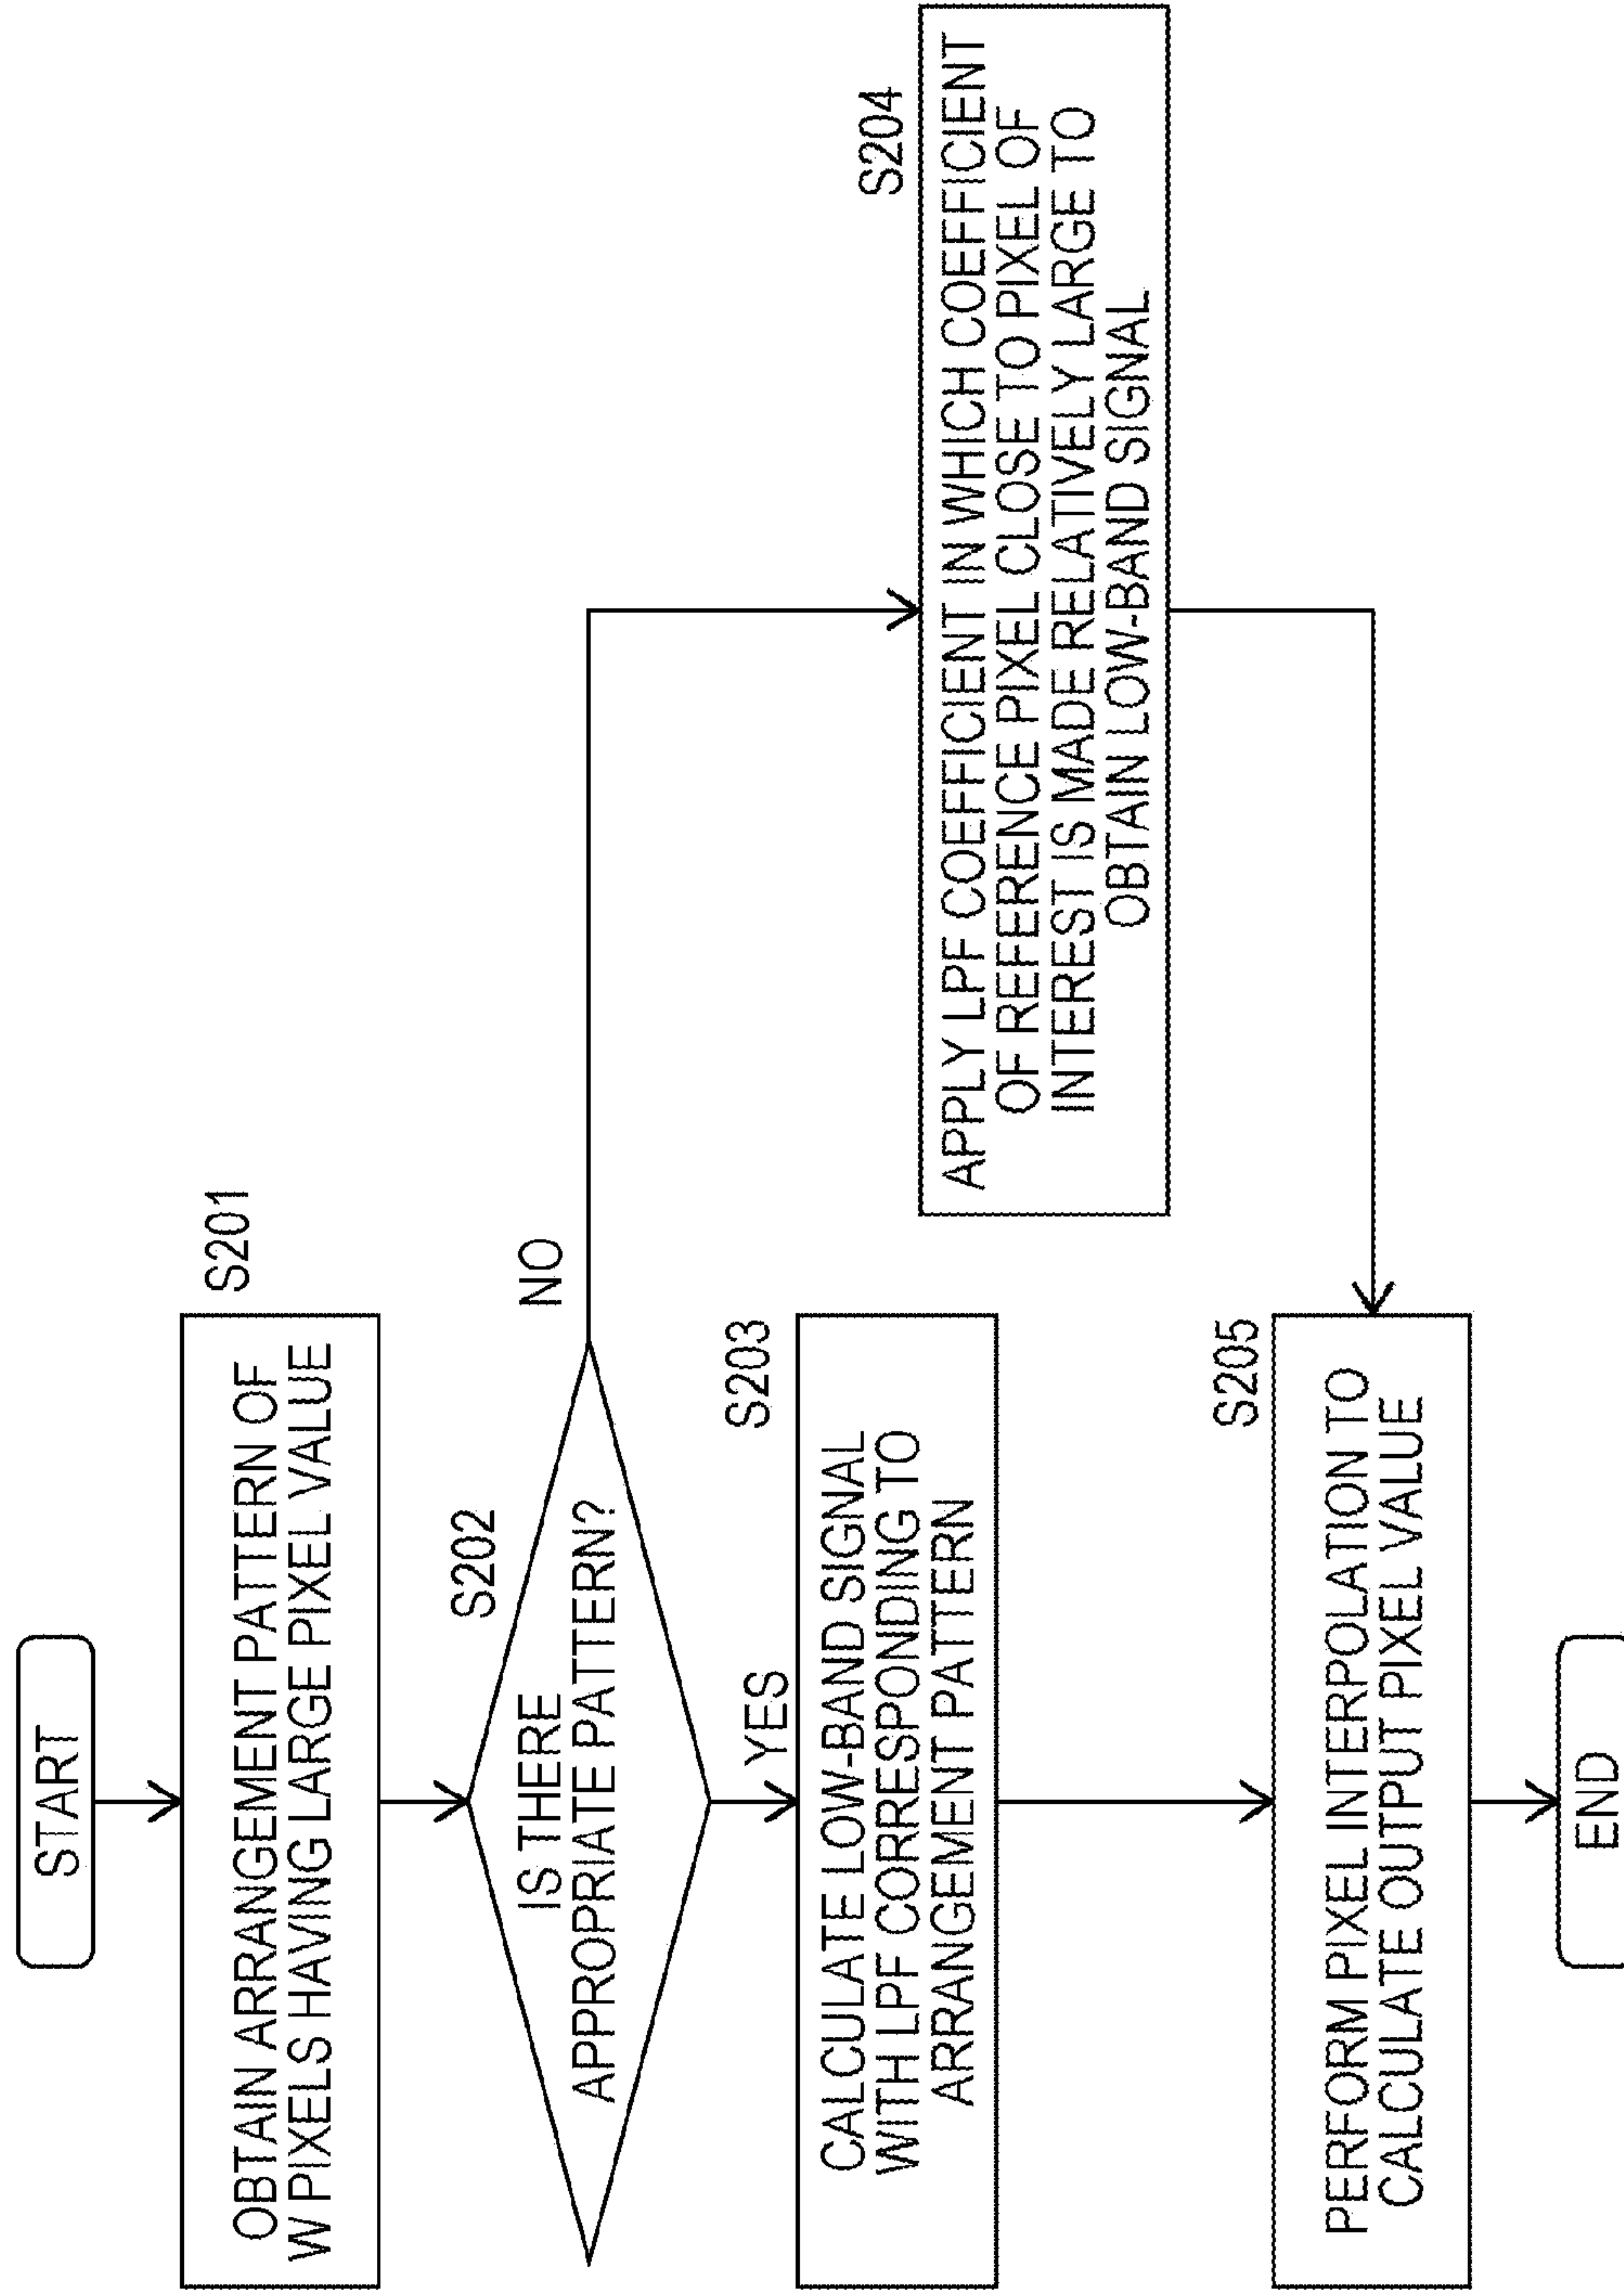 START
S201
OBTAIN ARRANGEMENT PATTERN OF
W PIXELS HAVING LARGE PIXEL VALUE
S202
IS THERE
APPROPRIATE PATTERN?
NO
YES
S203
CALCULATE LOW-BAND SIGNAL
WITH LPF CORRESPONDING TO
ARRANGEMENT PATTERN
S204
APPLY LPF COEFFICIENT IN WHICH COEFFICIENT
OF REFERENCE PIXEL CLOSE TO PIXEL OF
INTEREST IS MADE RELATIVELY LARGE TO
OBTAIN LOW-BAND SIGNAL
S205
PERFORM PIXEL INTERPOLATION TO
CALCULATE OUTPUT PIXEL VALUE
END